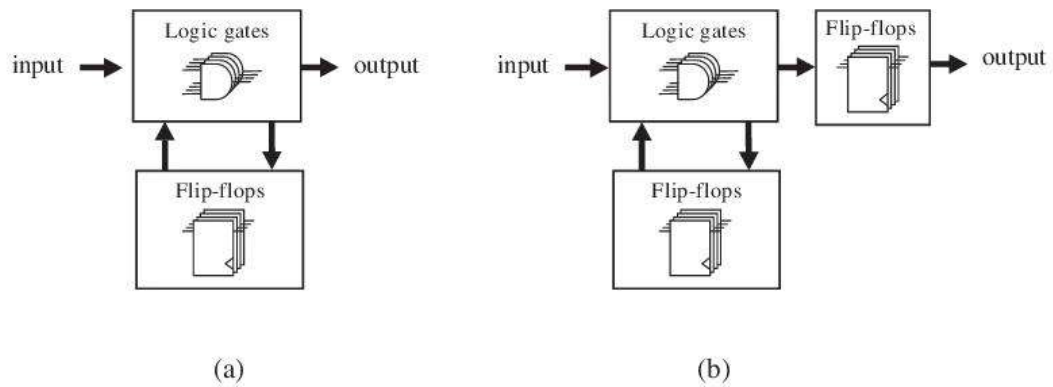 Logic gates
input
output
Flip-flops
(a)
Logic gates
Flip-flops
input
output
Flip-flops
(b)